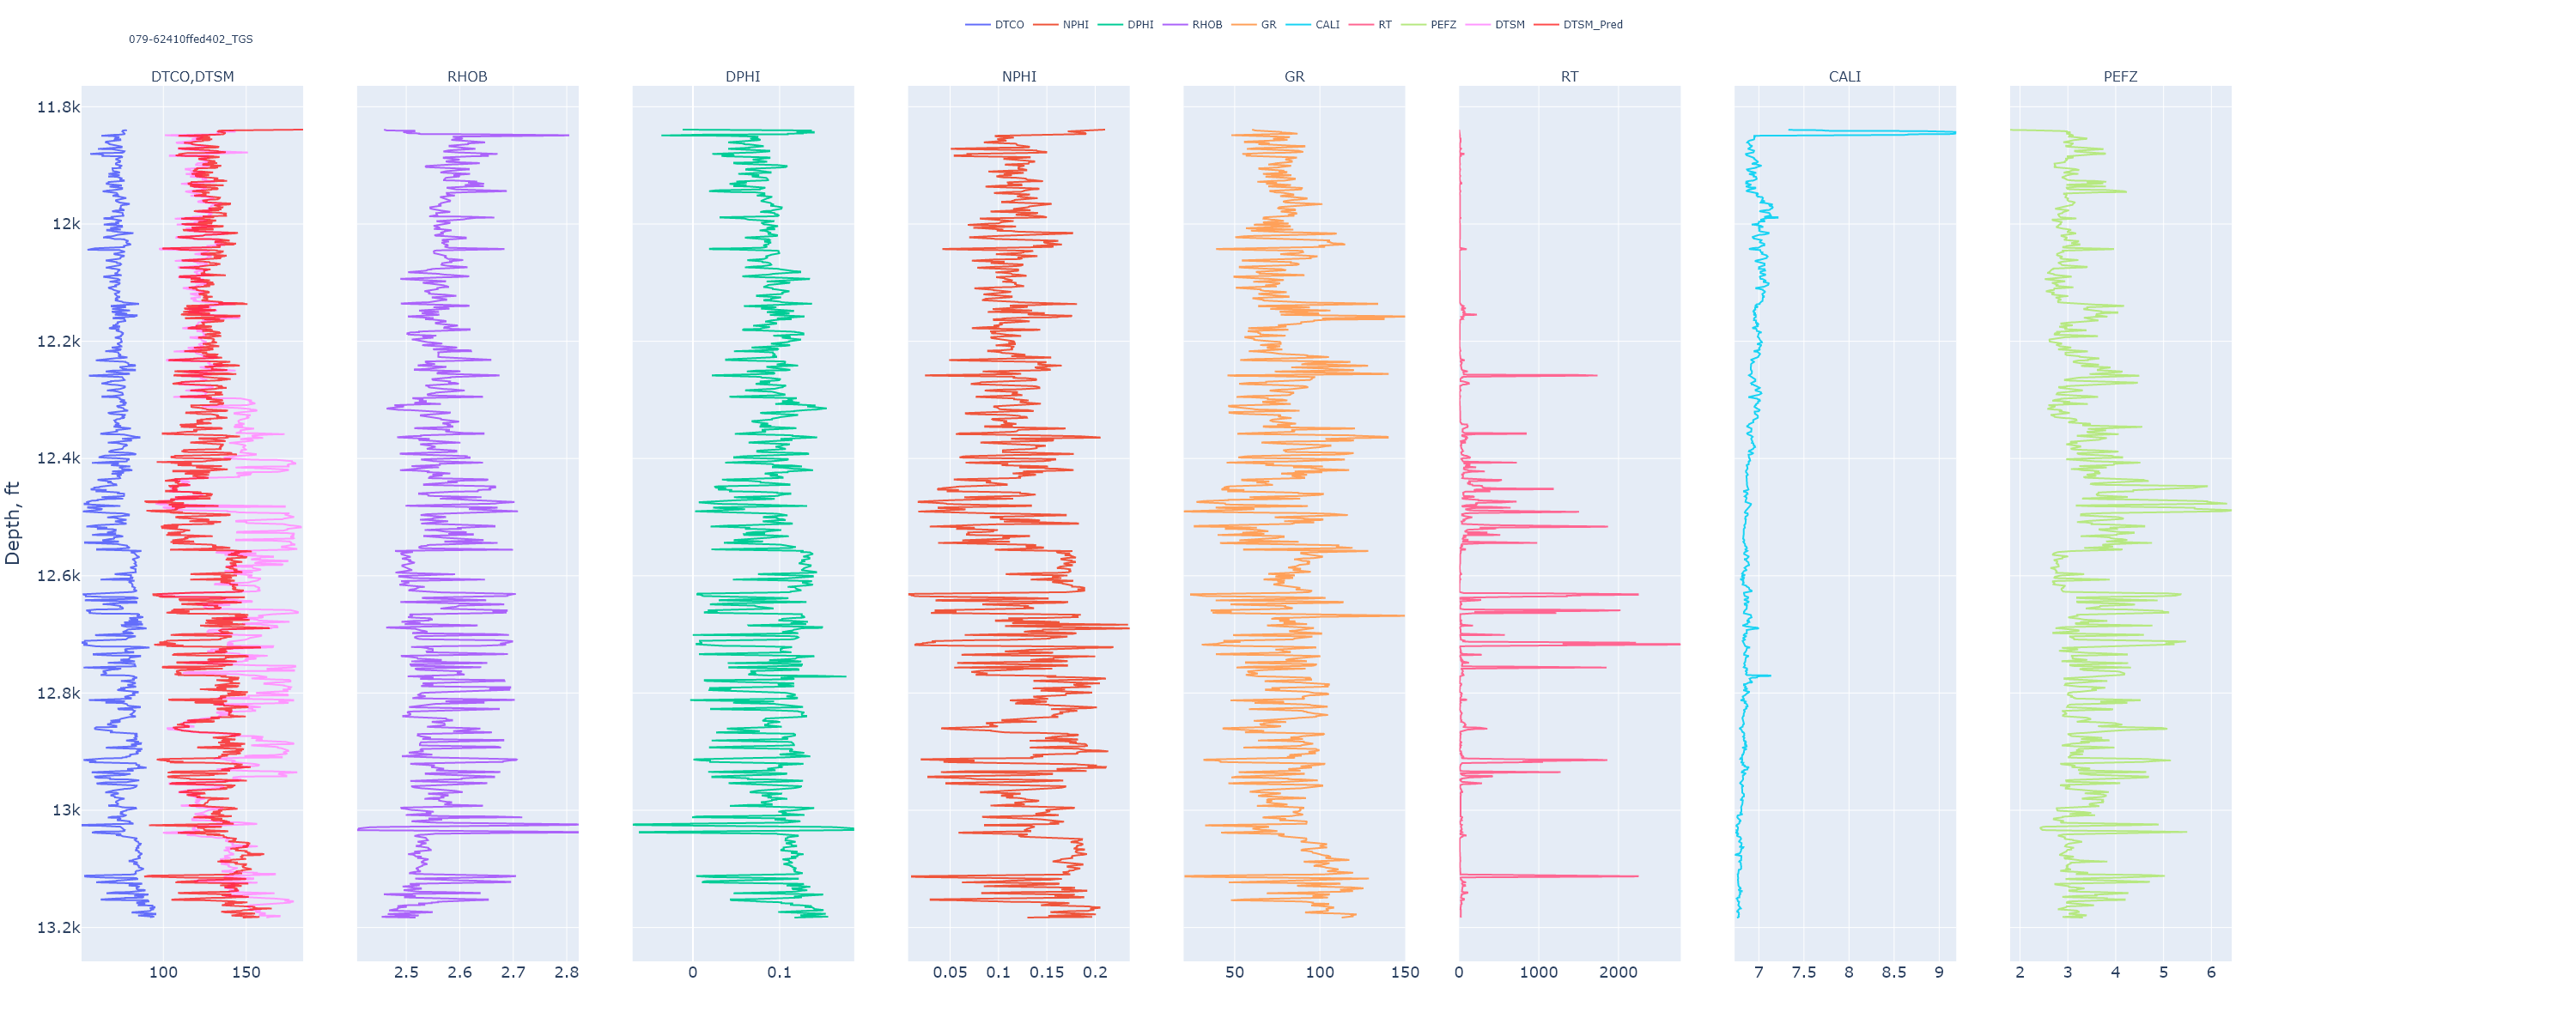 DTCO NPHI DPHI RHOB GR CALI RT PEFZ DTSM DTSM_Pred
079-62410ffed402_TGS
DTCO,DTSM RHOB DPHI NPHI GR RT CALI PEFZ
11.8k
12k
12.2k
12.4k
12.6k
12.8k
13k
13.2k
Depth, ft
100 150 2.5 2.6 2.7 2.8 0 0.1 0.05 0.1 0.15 0.2 50 100 150 0 1000 2000 7 7.5 8 8.5 9 2 3 4 5 6